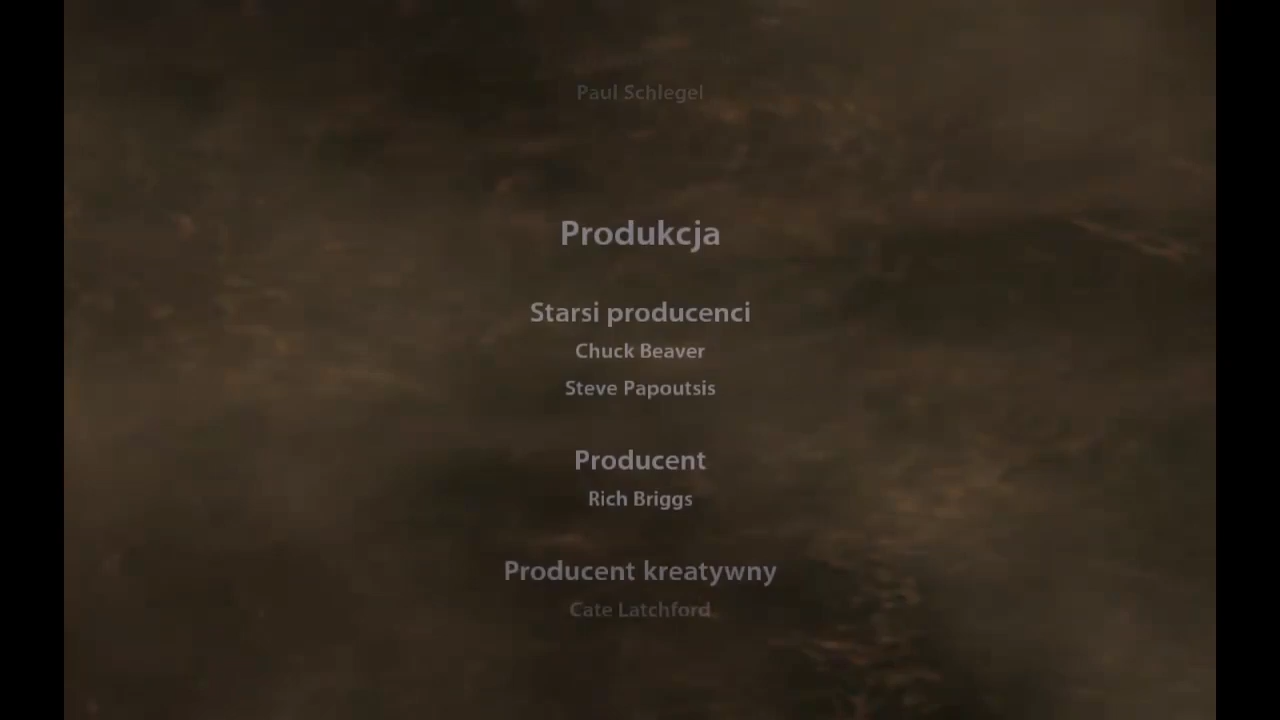 Paul Schlegel
Produkcja
Starsi producenci
Chuck Beaver
Steve Papoutsis
Producent
Rich Briggs
Producent kreatywny
Cate Latchford